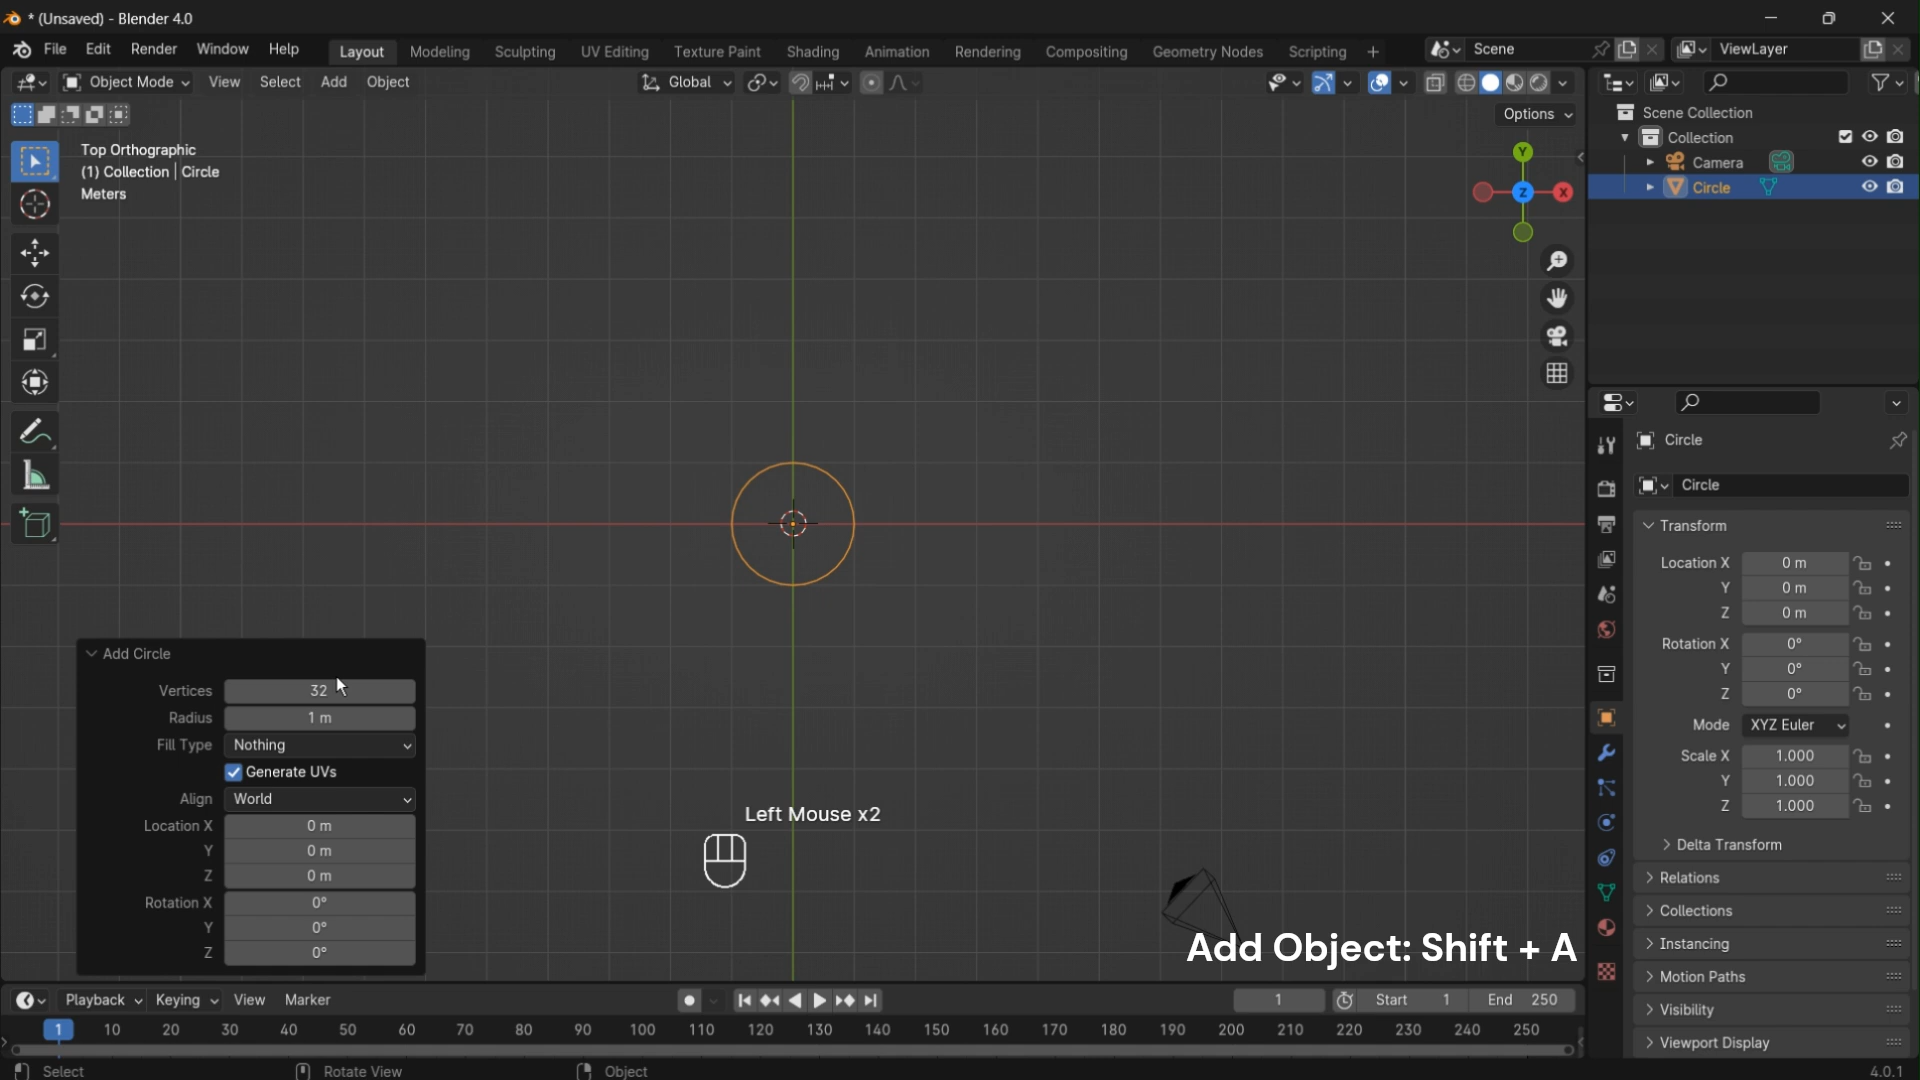 * (Unsaved) - Blender 4.0
File Edit Render Window Help Layout Modeling Sculpting UV Editing Texture Paint Shading Animation Rendering Compositing Geometry Nodes Scripting + Scene ViewLayer
Object Mode View Select Add Object Global
Options
Top Orthographic
(1) Collection | Circle
Meters
Y
Z X
Scene Collection
Collection
Camera
Circle
Circle
Circle
Transform
Location X 0 m
Y 0 m
Z 0 m
Rotation X 0°
Y 0°
Z 0°
Mode XYZ Euler
Scale X 1.000
Y 1.000
Z 1.000
Delta Transform
Relations
Collections
Instancing
Motion Paths
Visibility
Viewport Display
Add Circle
Vertices 32
Radius 1 m
Fill Type Nothing
Generate UVs
Align World
Location X 0 m
Y 0 m
Z 0 m
Rotation X 0°
Y 0°
Z 0°
Left Mouse x2
Add Object: Shift + A
Playback Keying View Marker 1 Start 1 End 250
1 10 20 30 40 50 60 70 80 90 100 110 120 130 140 150 160 170 180 190 200 210 220 230 240 250
Select Rotate View Object 4.0.1